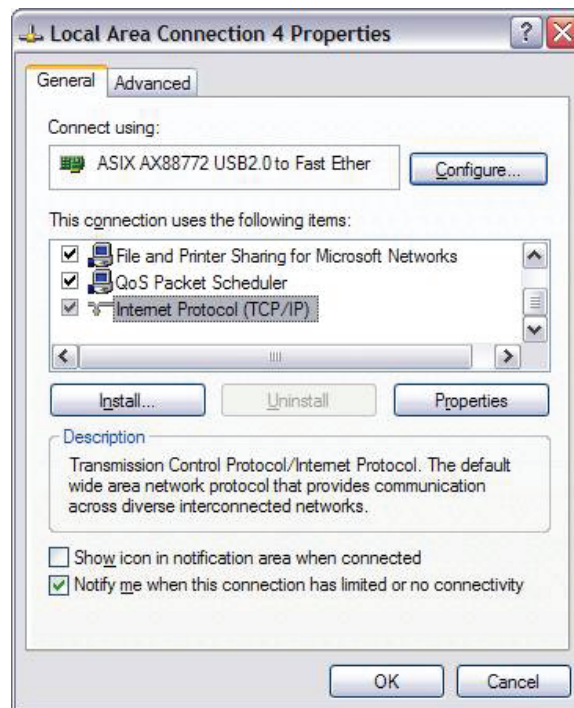 Local Area Connection 4 Properties
General
Advanced
Connect using:
ASIX AX88772 USB2.0 to Fast Ether
Configure...
This connection uses the following items:
File and Printer Sharing for Microsoft Networks
QoS Packet Scheduler
Internet Protocol (TCP/IP)
Install...
Uninstall
Properties
Description
Transmission Control Protocol/Internet Protocol. The default
wide area network protocol that provides communication
across diverse interconnected networks.
Show icon in notification area when connected
Notify me when this connection has limited or no connectivity
OK
Cancel